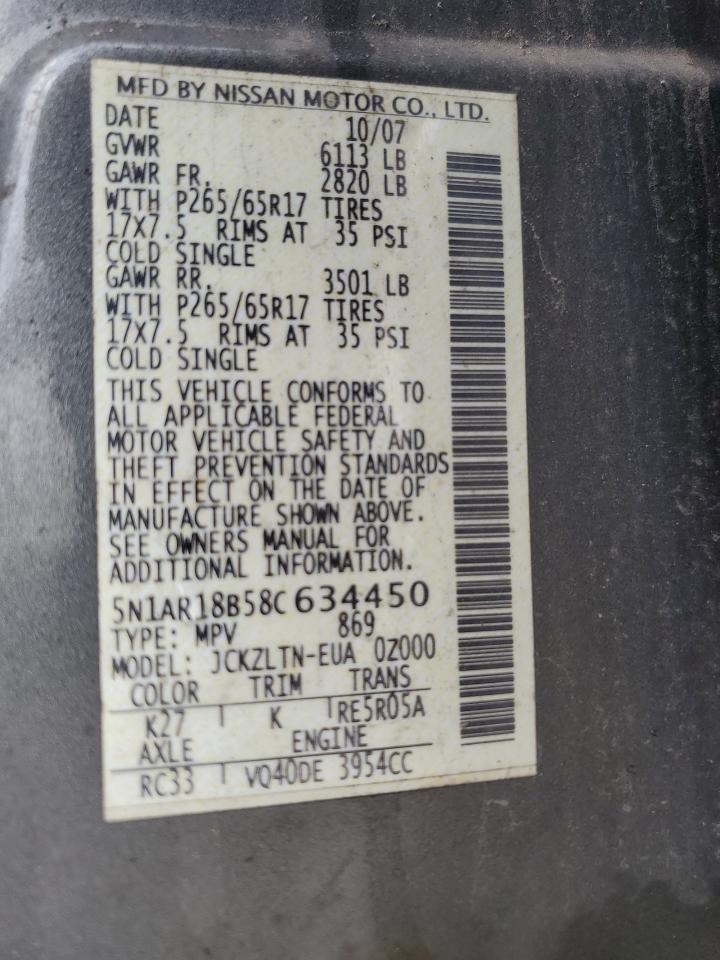 MFD BY NISSAN MOTOR CO., LTD.
DATE 10/07
GVWR 6113 LB
GAWR FR. 2820 LB
WITH P265/65R17 TIRES
17X7.5 RIMS AT 35 PSI
COLD SINGLE
GAWR RR. 3501 LB
WITH P265/65R17 TIRES
17X7.5 RIMS AT 35 PSI
COLD SINGLE
THIS VEHICLE CONFORMS TO
ALL APPLICABLE FEDERAL
MOTOR VEHICLE SAFETY AND
THEFT PREVENTION STANDARDS
IN EFFECT ON THE DATE OF
MANUFACTURE SHOWN ABOVE.
SEE OWNERS MANUAL FOR
ADDITIONAL INFORMATION.
5N1AR18B58C634450
TYPE: MPV 869
MODEL: JCKZLTN-EUA 0Z000
COLOR TRIM TRANS
K27 K RE5R05A
AXLE ENGINE
RC33 VQ40DE 3954CC